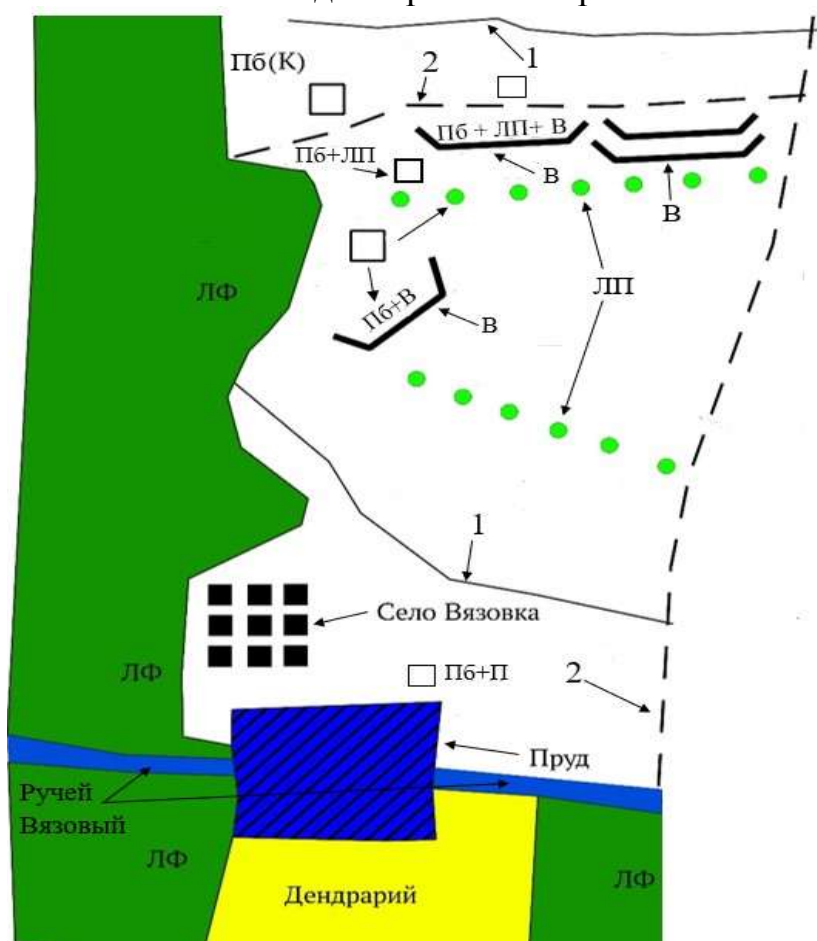 1
Пб(К)
2
Пб + ЛП+ В
Пб+ЛП
В
В
ЛФ
ЛП
Пб+В
В
1
Село Вязовка
ЛФ
Пб+П
2
Пруд
Ручей
Вязовый
ЛФ
ЛФ
Дендрарий